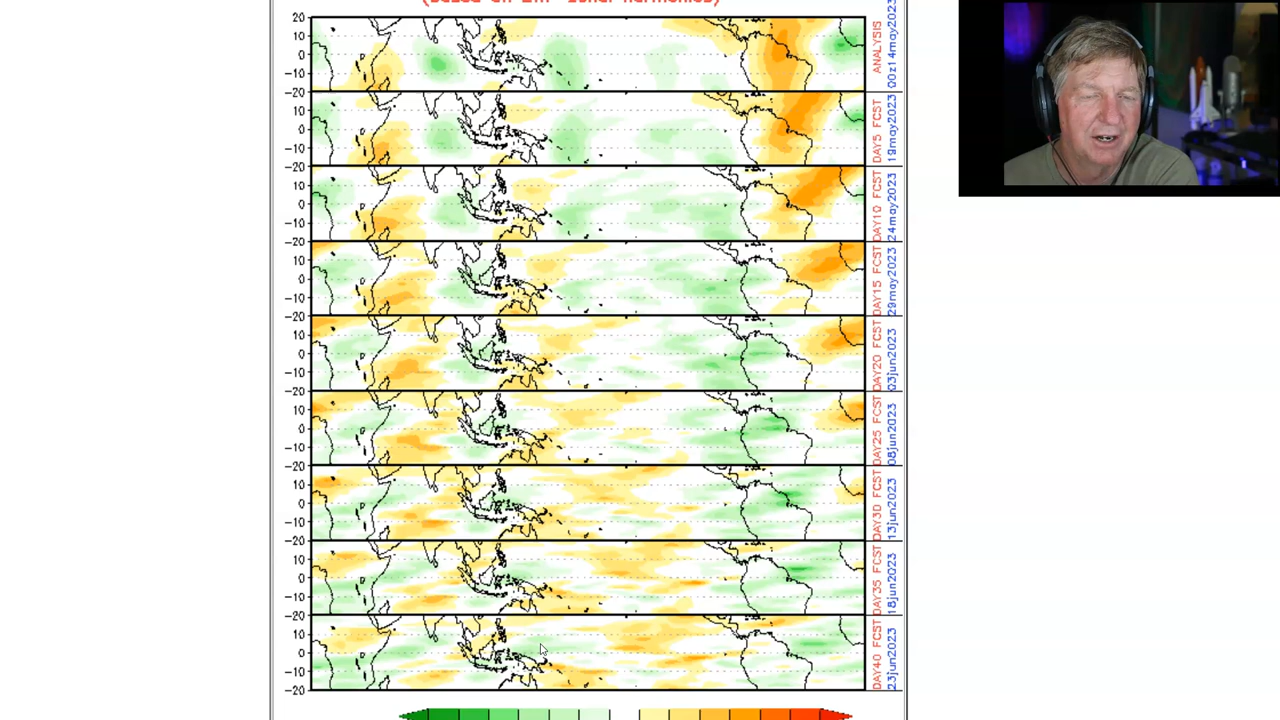 20
10
0
-10
-20
10
0
-10
-20
10
0
-10
-20
10
0
-10
-20
10
0
-10
-20
10
0
-10
-20
10
0
-10
-20
10
0
-10
-20
10
0
-10
-20
ANALYSIS
00z14may2023
DAY5 FCST
19may2023
DAY10 FCST
24may2023
DAY15 FCST
29may2023
DAY20 FCST
03jun2023
DAY25 FCST
08jun2023
DAY30 FCST
13jun2023
DAY35 FCST
18jun2023
DAY40 FCST
23jun2023